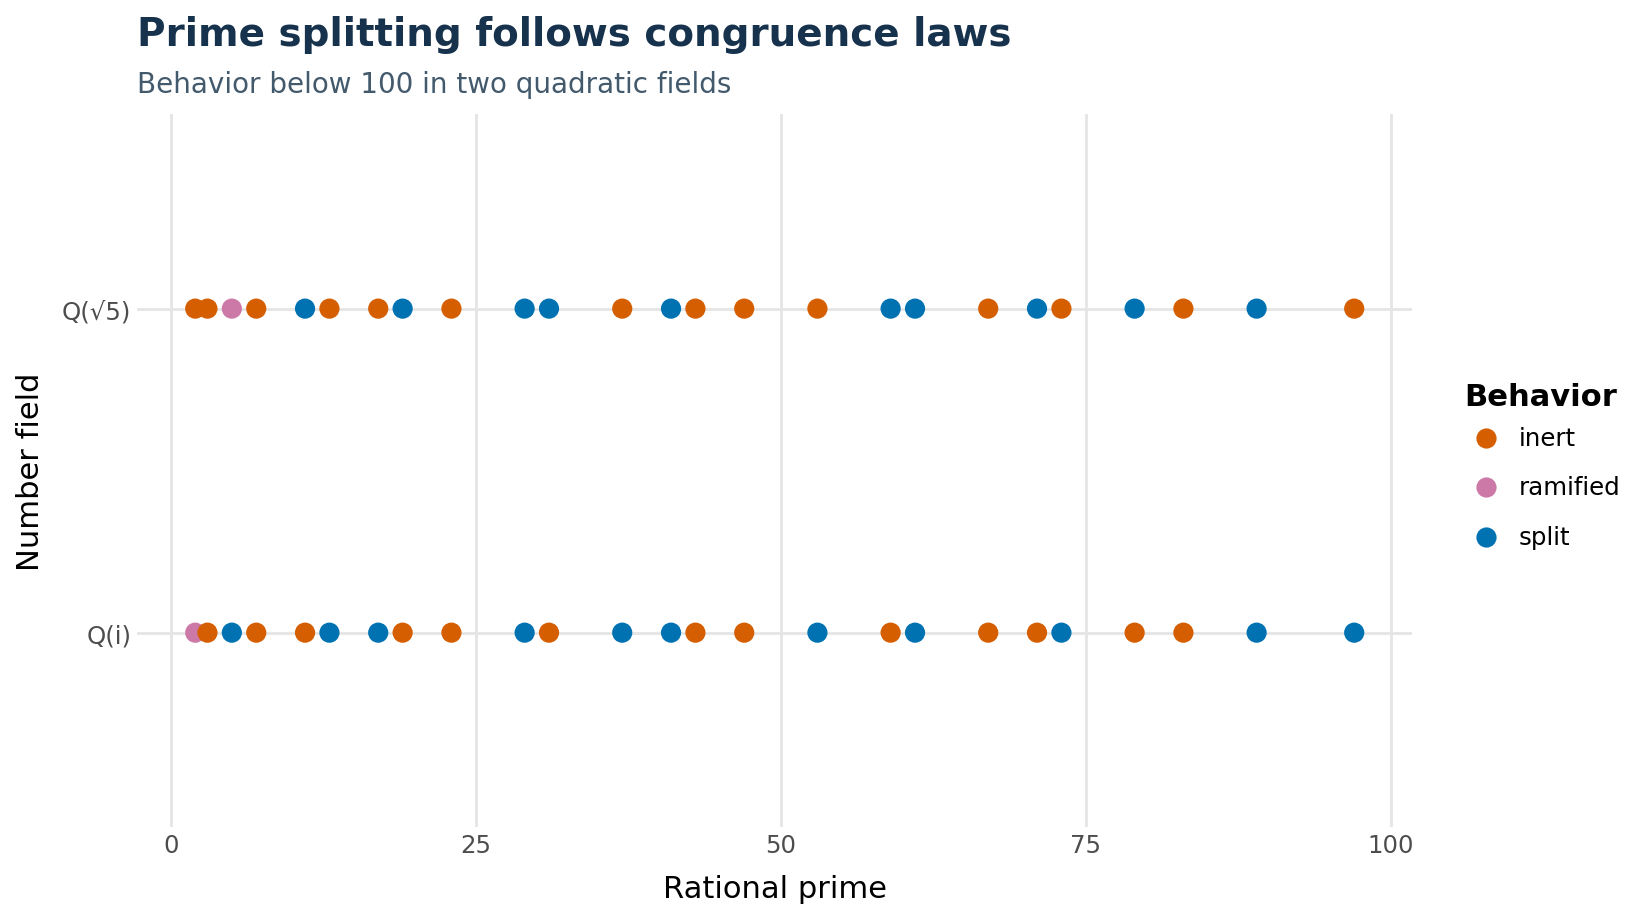 Prime splitting follows congruence laws
Behavior below 100 in two quadratic fields
Number field
Q(√5)
Q(i)
0 25 50 75 100
Rational prime
Behavior
inert
ramified
split